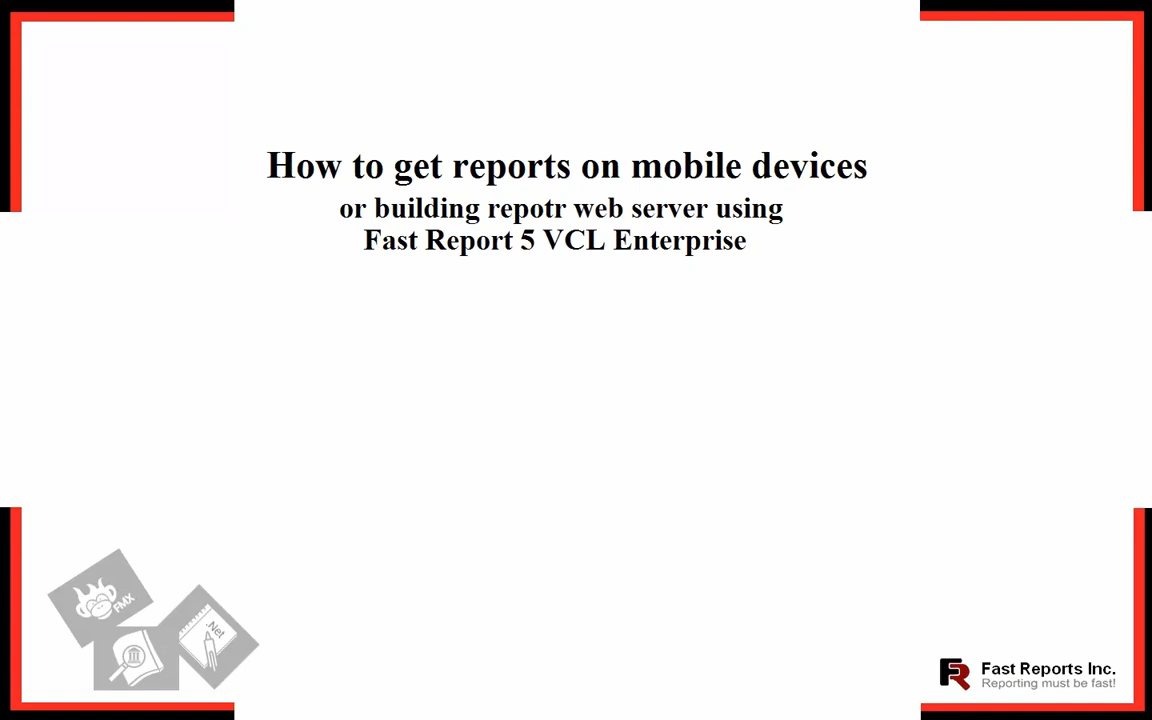 How to get reports on mobile devices
or building repotr web server using
Fast Report 5 VCL Enterprise
FMX
.Net
FR
Fast Reports Inc.
Reporting must be fast!